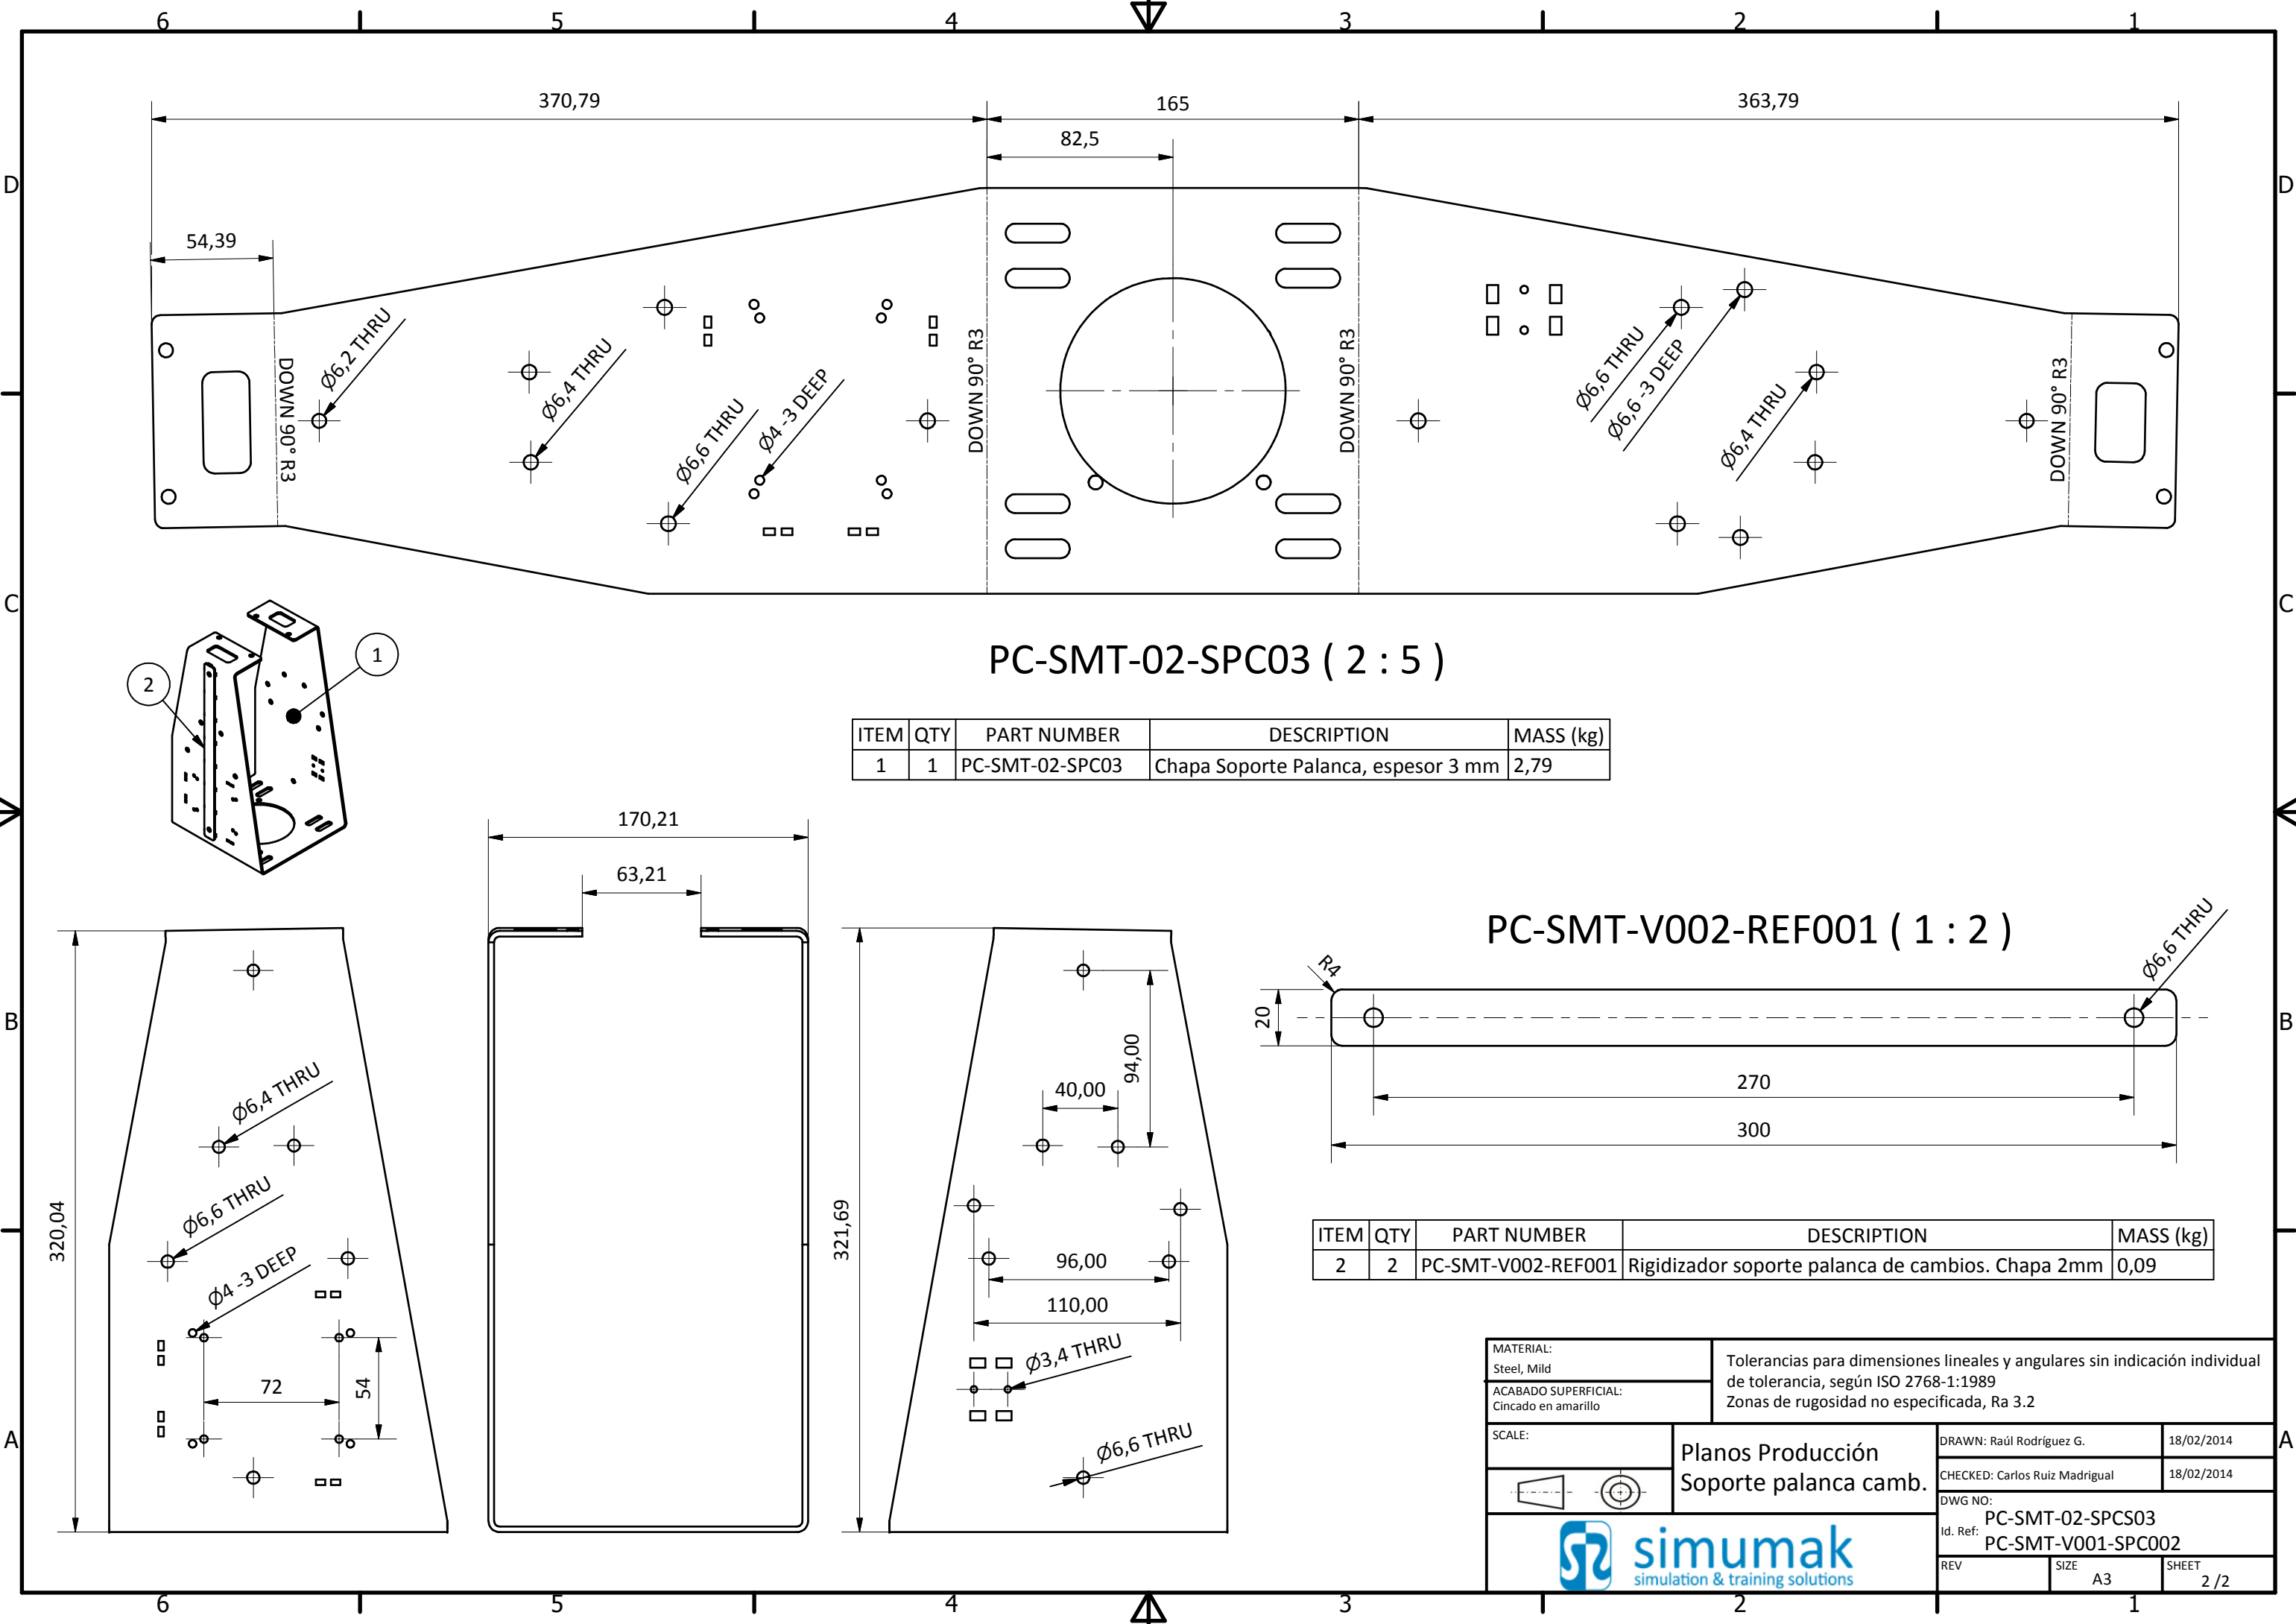 6 5 4 3 2 1
370,79 165 363,79
82,5
D D
54,39
DOWN 90° R3
Ø6,2 THRU
Ø6,4 THRU
Ø6,6 THRU
Ø4 -3 DEEP
DOWN 90° R3
DOWN 90° R3
Ø6,6 THRU
Ø6,6 -3 DEEP
Ø6,4 THRU
DOWN 90° R3
C C
1
2
PC-SMT-02-SPC03 ( 2 : 5 )
ITEM QTY PART NUMBER DESCRIPTION MASS (kg)
1 1 PC-SMT-02-SPC03 Chapa Soporte Palanca, espesor 3 mm 2,79
170,21
63,21
320,04
Ø6,4 THRU
Ø6,6 THRU
Ø4 -3 DEEP
72
54
321,69
94,00
40,00
96,00
110,00
Ø3,4 THRU
Ø6,6 THRU
PC-SMT-V002-REF001 ( 1 : 2 )
R4
Ø6,6 THRU
20
270
300
B B
ITEM QTY PART NUMBER DESCRIPTION MASS (kg)
2 2 PC-SMT-V002-REF001 Rigidizador soporte palanca de cambios. Chapa 2mm 0,09
MATERIAL:
Steel, Mild
ACABADO SUPERFICIAL:
Cincado en amarillo
Tolerancias para dimensiones lineales y angulares sin indicación individual
de tolerancia, según ISO 2768-1:1989
Zonas de rugosidad no especificada, Ra 3.2
SCALE:
Planos Producción
Soporte palanca camb.
DRAWN: Raúl Rodríguez G. 18/02/2014
CHECKED: Carlos Ruiz Madrigual 18/02/2014
DWG NO:
PC-SMT-02-SPCS03
Id. Ref: PC-SMT-V001-SPC002
REV SIZE SHEET
A3 2 /2
simumak
simulation & training solutions
A A
6 5 4 3 2 1